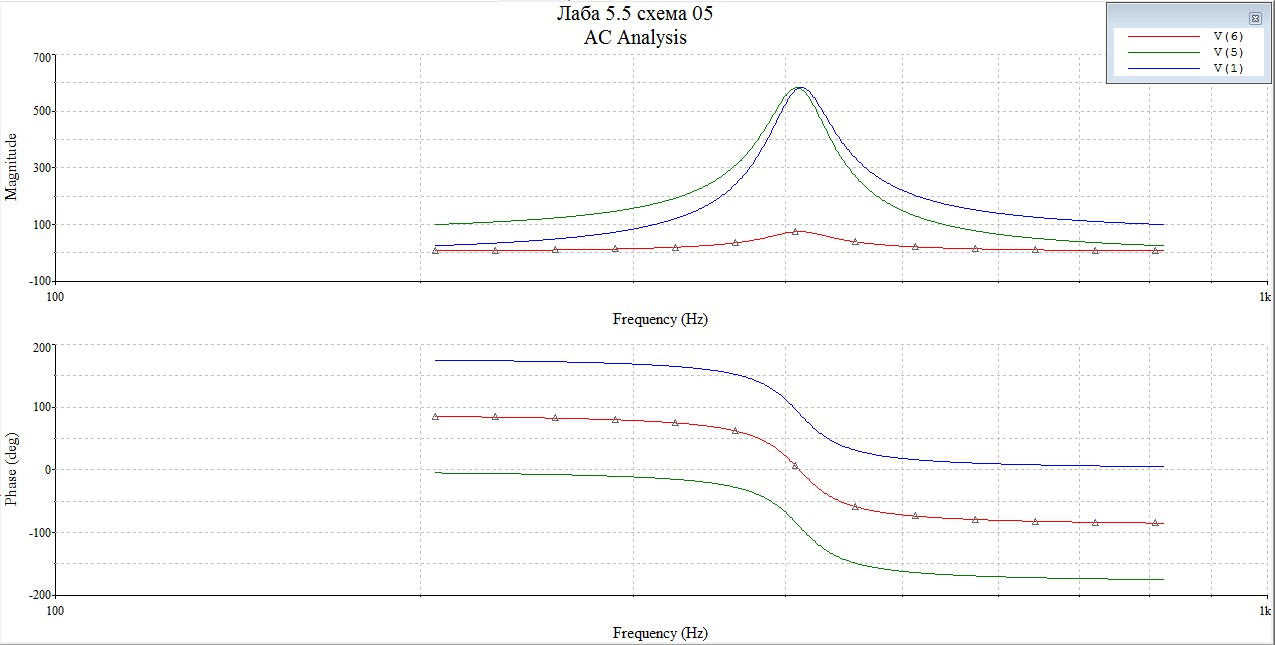 Лаба 5.5 схема 05
AC Analysis
V(6)
V(5)
V(1)
Magnitude
700
500
300
100
-100
100
1k
Frequency (Hz)
Phase (deg)
200
100
0
-100
-200
100
1k
Frequency (Hz)